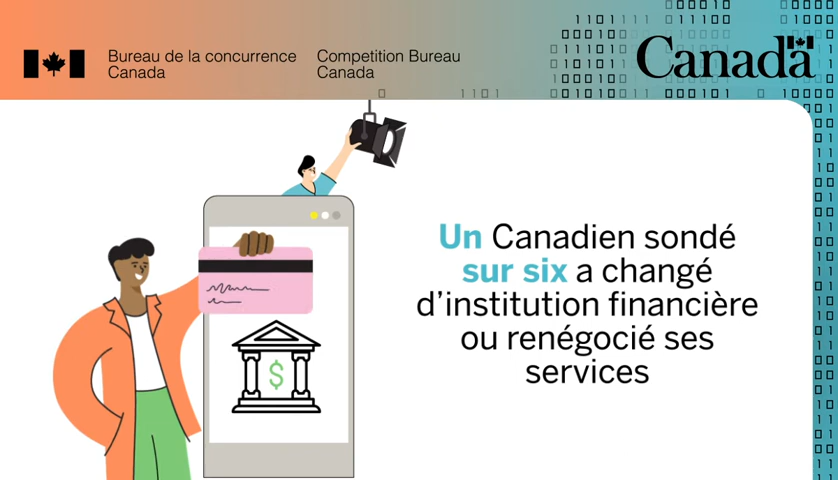 Bureau de la concurrence
Canada
Competition Bureau
Canada
Canada
Un Canadien sondé
sur six a changé
d’institution financière
ou renégocié ses
services
$